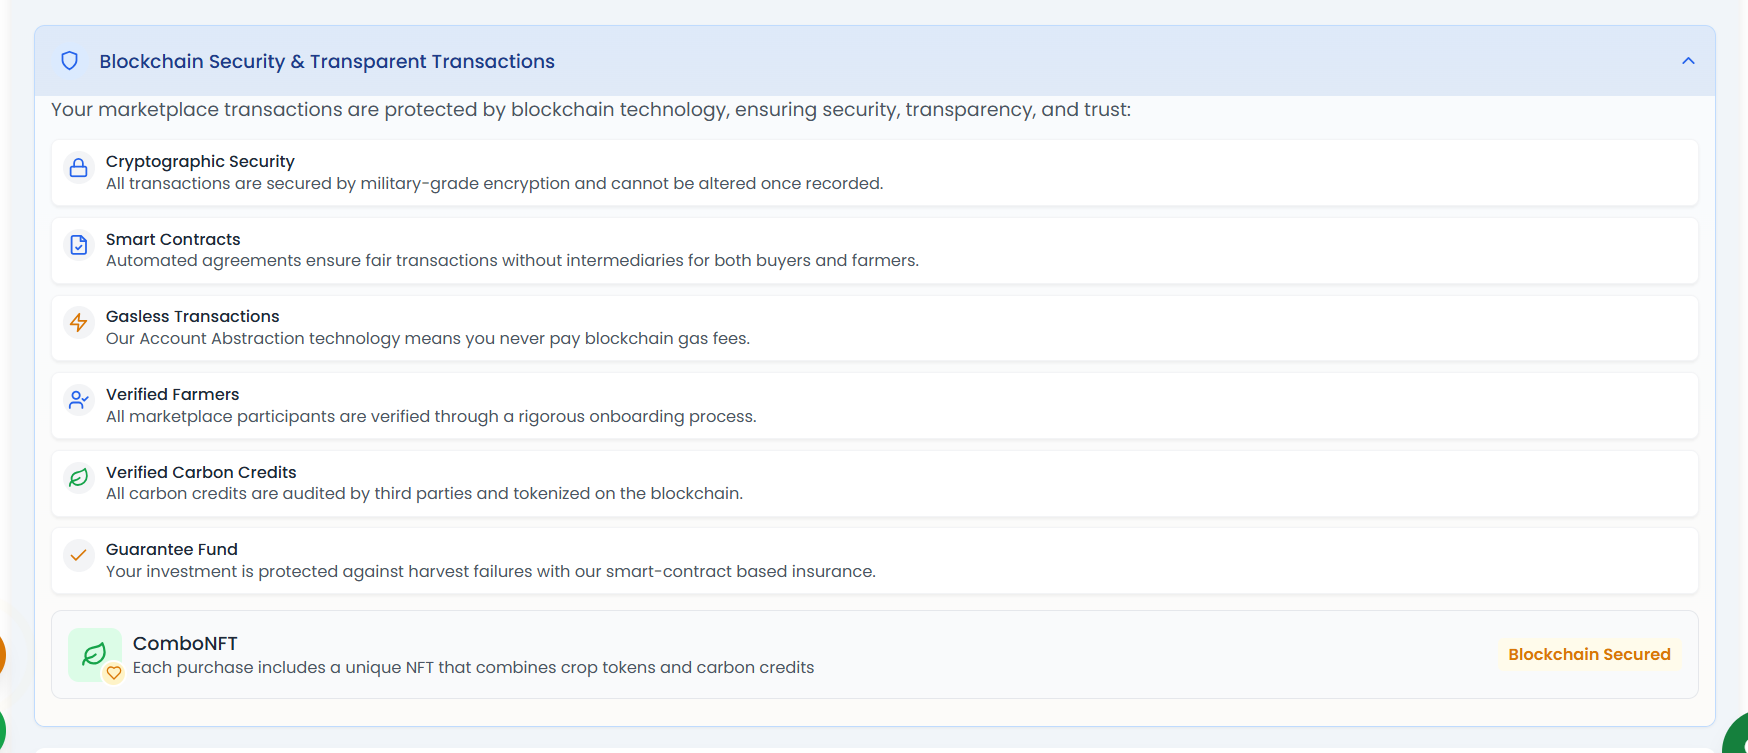 Blockchain Security & Transparent Transactions
Your marketplace transactions are protected by blockchain technology, ensuring security, transparency, and trust:
Cryptographic Security
All transactions are secured by military-grade encryption and cannot be altered once recorded.
Smart Contracts
Automated agreements ensure fair transactions without intermediaries for both buyers and farmers.
Gasless Transactions
Our Account Abstraction technology means you never pay blockchain gas fees.
Verified Farmers
All marketplace participants are verified through a rigorous onboarding process.
Verified Carbon Credits
All carbon credits are audited by third parties and tokenized on the blockchain.
Guarantee Fund
Your investment is protected against harvest failures with our smart-contract based insurance.
ComboNFT
Each purchase includes a unique NFT that combines crop tokens and carbon credits
Blockchain Secured